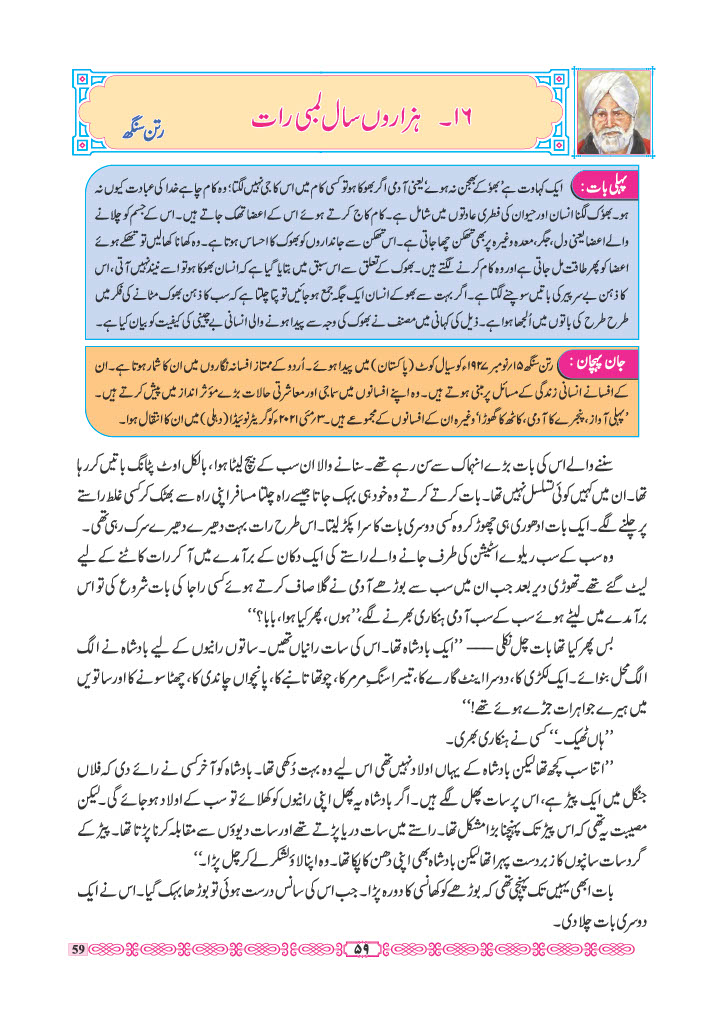 ۱۶۔ ہزاروں سال لمبی رات
رتن سنگھ
پہلی بات : ایک کہاوت ہے 'بھوکے بھجن نہ ہوئے' یعنی آدمی اگر بھوکا ہو تو کسی کام میں اس کا جی نہیں لگتا؛ وہ کام چاہے خدا کی عبادت کیوں نہ
ہو۔ بھوک لگنا انسان اور حیوان کی فطری عادتوں میں شامل ہے۔ کام کاج کرتے ہوئے اس کے اعضا تھک جاتے ہیں۔ اس کے جسم کو چلانے
والے اعضا یعنی دل، جگر، معدہ وغیرہ پر بھی تھکن چھا جاتی ہے۔ اس تھکن سے جانداروں کو بھوک کا احساس ہوتا ہے۔ وہ کھانا کھالیں تو تھکے ہوئے
اعضا کو پھر طاقت مل جاتی ہے اور وہ کام کرنے لگتے ہیں۔ بھوک کے تعلق سے اس سبق میں بتایا گیا ہے کہ انسان بھوکا ہو تو اسے نیند نہیں آتی، اس
کا ذہن بے سر پیر کی باتیں سوچنے لگتا ہے۔ اگر بہت سے بھوکے انسان ایک جگہ جمع ہو جائیں تو پتا چلتا ہے کہ سب کا ذہن بھوک مٹانے کی فکر میں
طرح طرح کی باتوں میں اُلجھا ہوا ہے۔ ذیل کی کہانی میں مصنف نے بھوک کی وجہ سے پیدا ہونے والی انسانی بے چینی کی کیفیت کو بیان کیا ہے۔
جان پہچان : رتن سنگھ ۱۵؍نومبر ۱۹۲۷ء کو سیال کوٹ (پاکستان) میں پیدا ہوئے۔ اُردو کے ممتاز افسانہ نگاروں میں ان کا شمار ہوتا ہے۔ ان
کے افسانے انسانی زندگی کے مسائل پر مبنی ہوتے ہیں۔ وہ اپنے افسانوں میں سماجی اور معاشرتی حالات بڑے مؤثر انداز میں پیش کرتے ہیں۔
'پہلی آواز، پنجرے کا آدمی، کاٹھ کا گھوڑا' وغیرہ ان کے افسانوں کے مجموعے ہیں۔ ۳؍مئی ۲۰۲۱ء کو گریٹر نوئیڈا (دہلی) میں ان کا انتقال ہوا۔
سننے والے اس کی بات بڑے انہماک سے سن رہے تھے۔ سنانے والا ان سب کے بیچ لیٹا ہوا، بالکل اوٹ پٹانگ باتیں کر رہا
تھا۔ ان میں کہیں کوئی تسلسل نہیں تھا۔ بات کرتے کرتے وہ خود ہی بہک جاتا جیسے راہ چلتا مسافر اپنی راہ سے بھٹک کر کسی غلط راستے
پر چلنے لگے۔ ایک بات ادھوری ہی چھوڑ کر وہ کسی دوسری بات کا سرا پکڑ لیتا۔ اس طرح رات بہت دھیرے دھیرے سرک رہی تھی۔
وہ سب کے سب ریلوے اسٹیشن کی طرف جانے والے راستے کی ایک دکان کے برآمدے میں آ کر رات کاٹنے کے لیے
لیٹ گئے تھے۔ تھوڑی دیر بعد جب ان میں سب سے بوڑھے آدمی نے گلا صاف کرتے ہوئے کسی راجا کی بات شروع کی تو اس
برآمدے میں لیٹے ہوئے سب کے سب آدمی ہنکاری بھرنے لگے، ''ہوں، پھر کیا ہوا، بابا؟''
بس پھر کیا تھا بات چل نکلی —— ''ایک بادشاہ تھا۔ اس کی سات رانیاں تھیں۔ ساتوں رانیوں کے لیے بادشاہ نے الگ
الگ محل بنوائے۔ ایک لکڑی کا، دوسرا اینٹ گارے کا، تیسرا سنگِ مرمر کا، چوتھا تانبے کا، پانچواں چاندی کا، چھٹا سونے کا اور ساتویں
میں ہیرے جواہرات جڑے ہوئے تھے!''
''ہاں ٹھیک۔'' کسی نے ہنکاری بھری۔
''اتنا سب کچھ تھا لیکن بادشاہ کے یہاں اولاد نہیں تھی اس لیے وہ بہت دُکھی تھا۔ بادشاہ کو آخر کسی نے رائے دی کہ فلاں
جنگل میں ایک پیڑ ہے، اس پر سات پھل لگے ہیں۔ اگر بادشاہ یہ پھل اپنی رانیوں کو کھلائے تو سب کے اولاد ہو جائے گی۔ لیکن
مصیبت یہ تھی کہ اس پیڑ تک پہنچنا بڑا مشکل تھا۔ راستے میں سات دریا پڑتے تھے اور سات دیوؤں سے مقابلہ کرنا پڑتا تھا۔ پیڑ کے
گرد سات سانپوں کا زبردست پہرا تھا لیکن بادشاہ بھی اپنی دھن کا پکا تھا۔ وہ اپنا لاؤ لشکر لے کر چل پڑا۔''
بات ابھی یہیں تک پہنچی تھی کہ بوڑھے کو کھانسی کا دورہ پڑا۔ جب اس کی سانس درست ہوئی تو بوڑھا بہک گیا۔ اس نے ایک
دوسری بات چلا دی۔
59 ۵۹